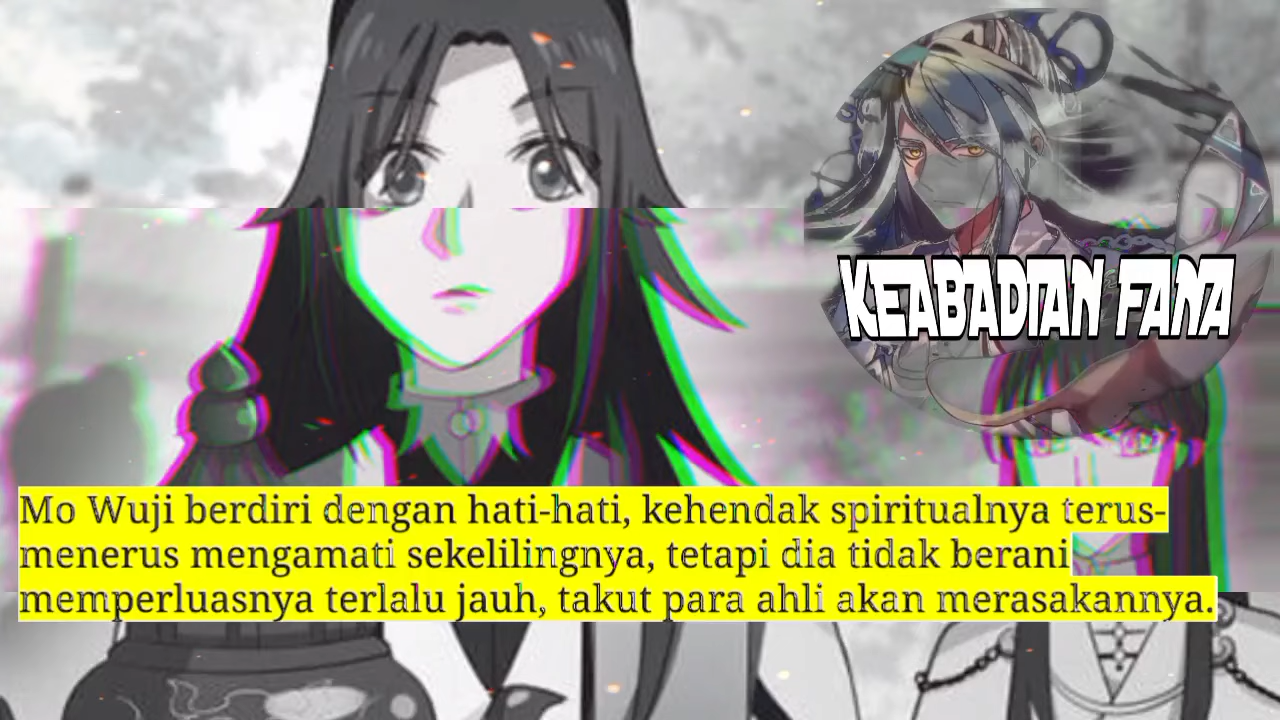 KEABADIAN FANA
Mo Wuji berdiri dengan hati-hati, kehendak spiritualnya terus-
menerus mengamati sekelilingnya, tetapi dia tidak berani
memperluasnya terlalu jauh, takut para ahli akan merasakannya.